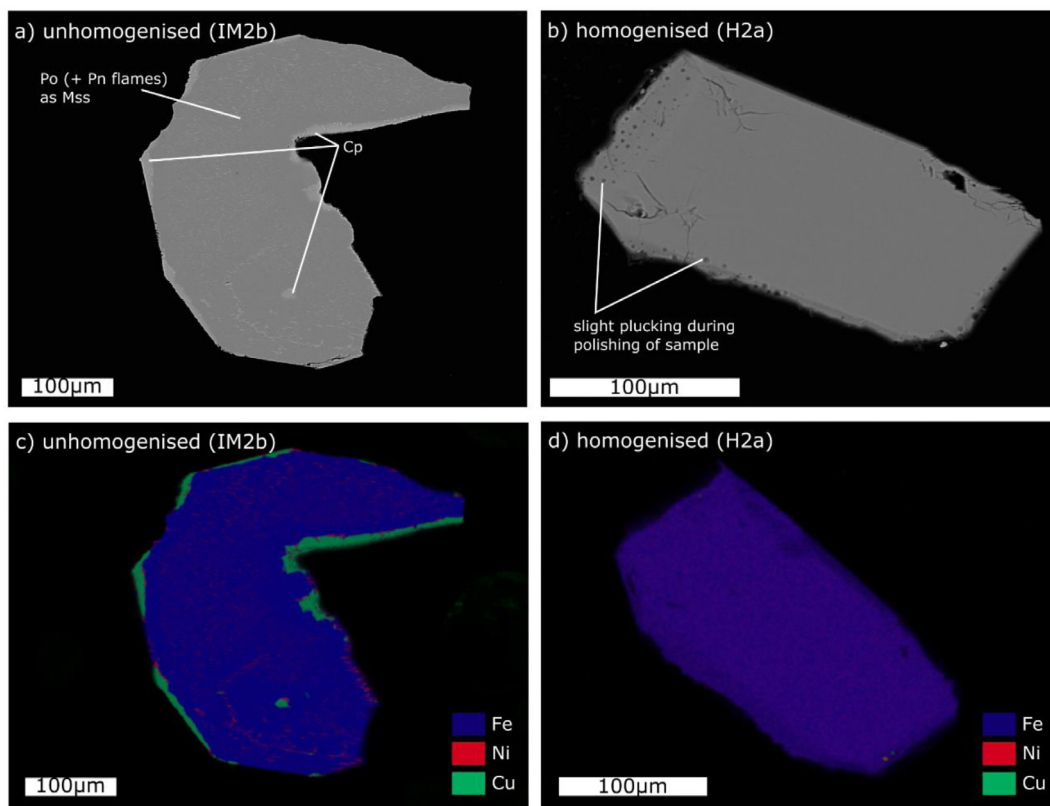 a) unhomogenised (IM2b)
Po (+ Pn flames)
as Mss
Cp
100μm
b) homogenised (H2a)
slight plucking during
polishing of sample
100μm
c) unhomogenised (IM2b)
Fe
Ni
Cu
100μm
d) homogenised (H2a)
Fe
Ni
Cu
100μm